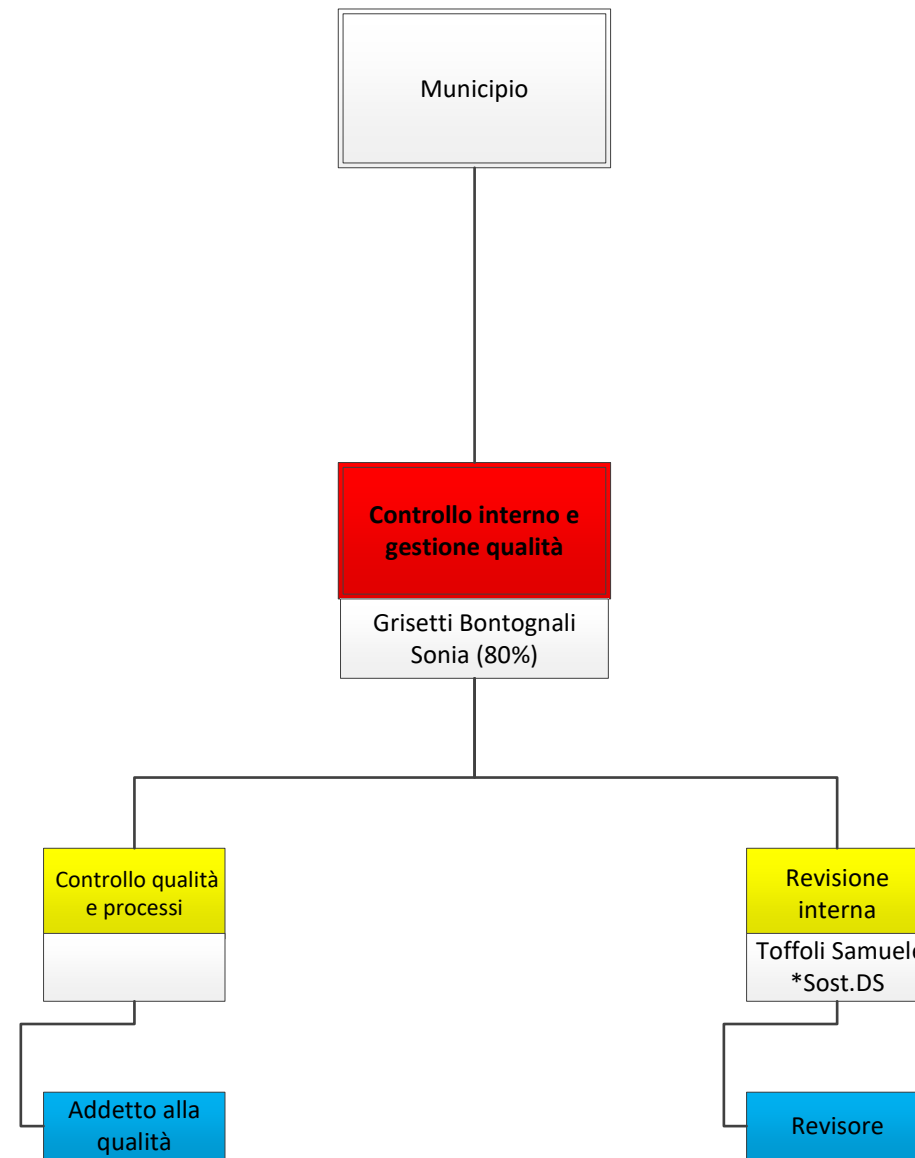 Municipio
Controllo interno e
gestione qualità
Grisetti Bontognali
Sonia (80%)
Controllo qualità
e processi
Revisione
interna
Toffoli Samuele
*Sost.DS
Addetto alla
qualità
Revisore